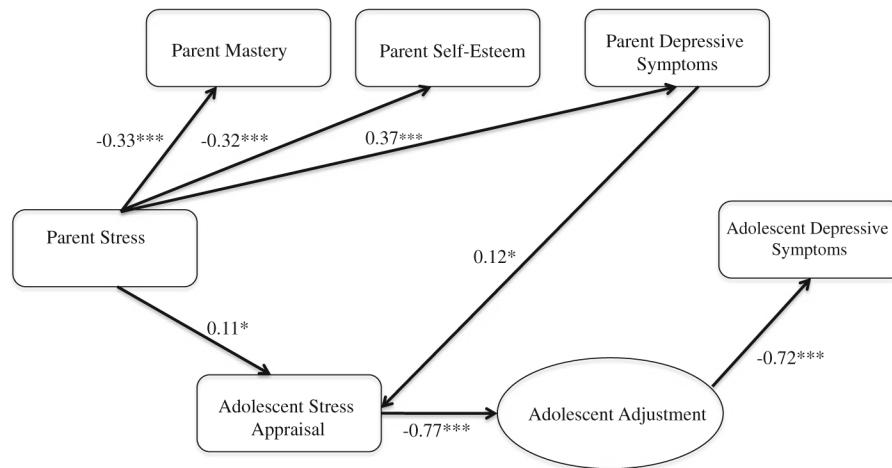 Parent Mastery
Parent Self-Esteem
Parent Depressive
Symptoms
-0.33***
-0.32***
0.37***
Parent Stress
Adolescent Depressive
Symptoms
0.12*
0.11*
-0.72***
Adolescent Stress
Appraisal
-0.77***
Adolescent Adjustment